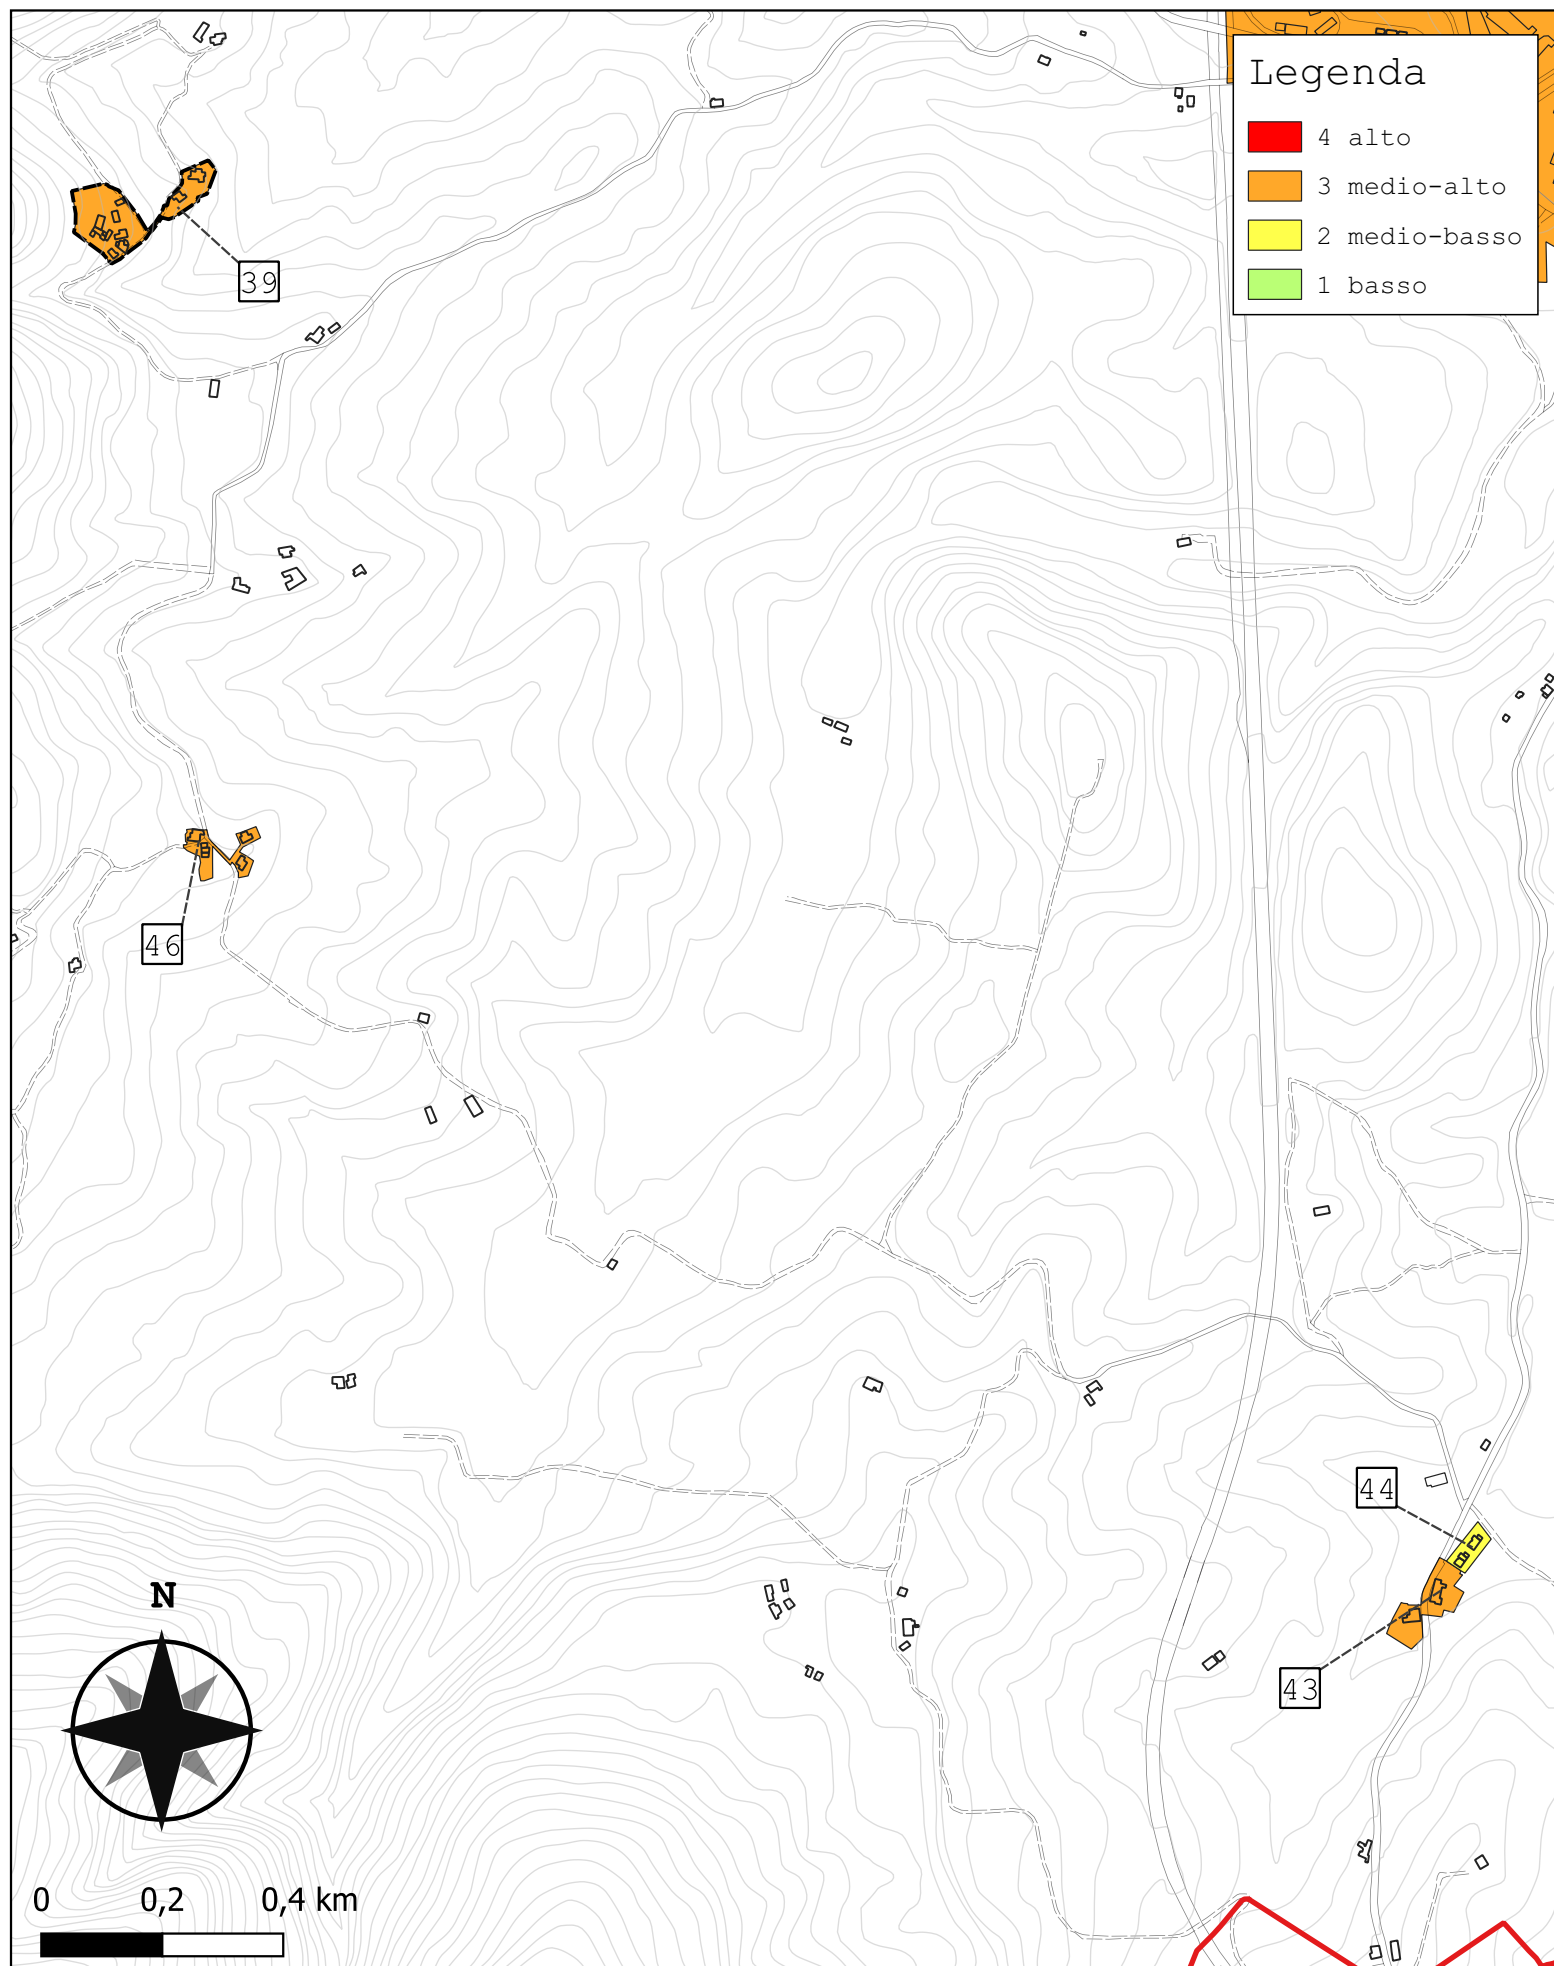 Legenda
4 alto
3 medio-alto
2 medio-basso
1 basso
39
46
44
43
N
0 0,2 0,4 km